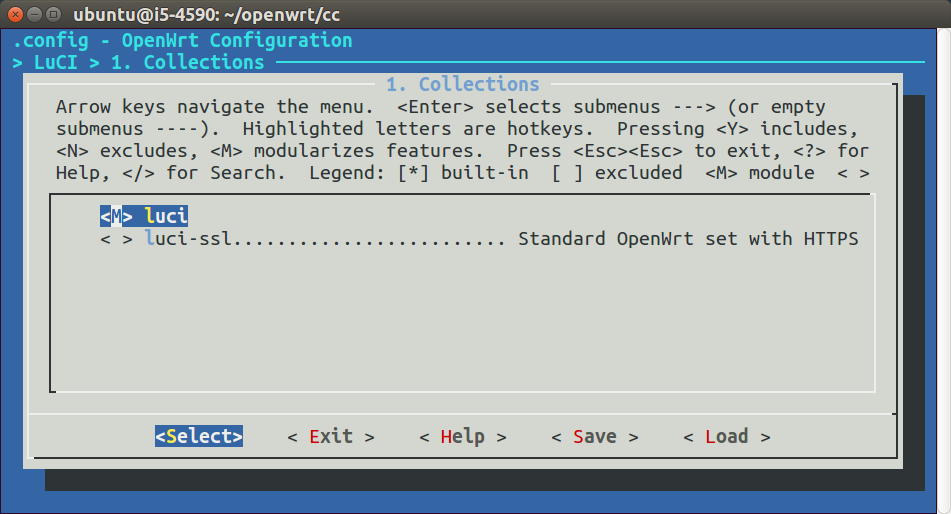 ubuntu@i5-4590: ~/openwrt/cc
.config - OpenWrt Configuration
> LuCI > 1. Collections
1. Collections
Arrow keys navigate the menu.  <Enter> selects submenus ---> (or empty
submenus ----).  Highlighted letters are hotkeys.  Pressing <Y> includes,
<N> excludes, <M> modularizes features.  Press <Esc><Esc> to exit, <?> for
Help, </> for Search.  Legend: [*] built-in  [ ] excluded  <M> module  < >
<M> luci
< > luci-ssl......................... Standard OpenWrt set with HTTPS
<Select>    < Exit >    < Help >    < Save >    < Load >